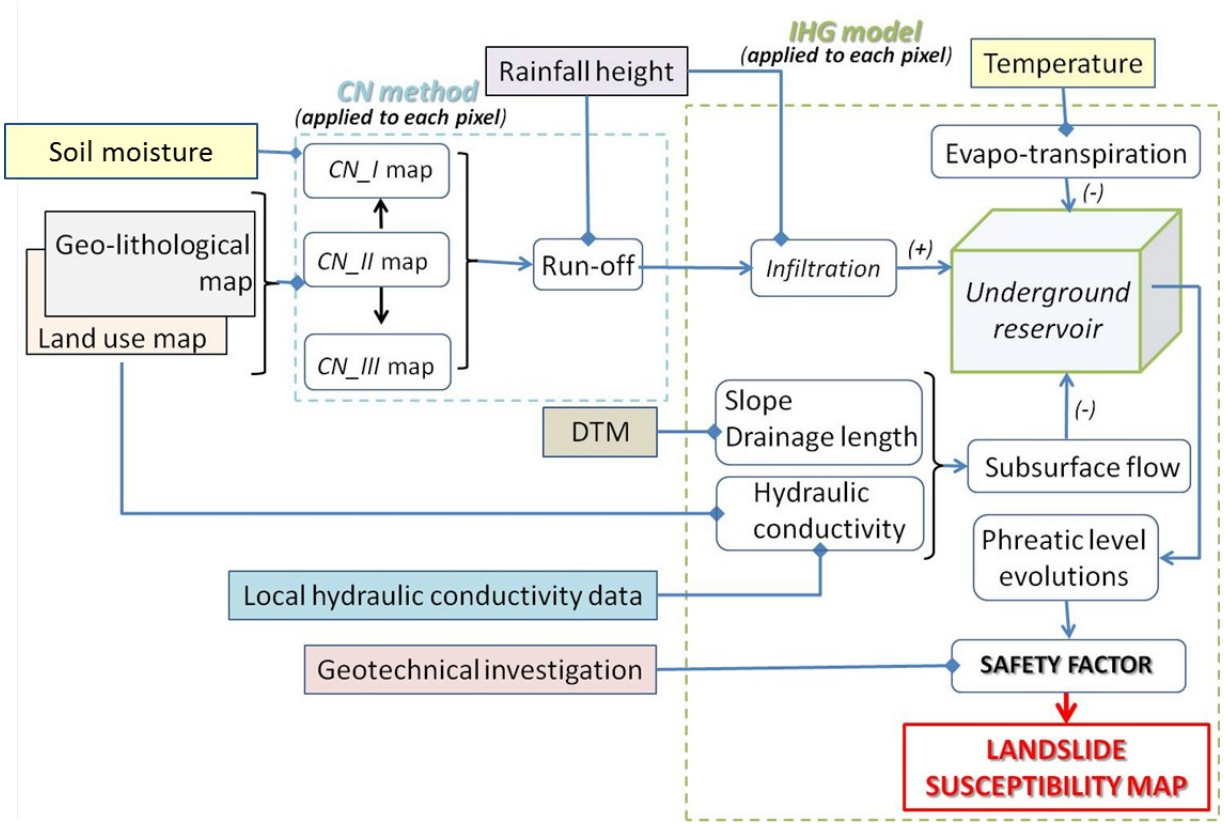 IHG model
(applied to each pixel)
Rainfall height
Temperature
CN method
(applied to each pixel)
Soil moisture
CN_I map
Evapo-transpiration
(-)
Geo-lithological
map
Land use map
CN_II map
Run-off
Infiltration
(+)
Underground
reservoir
CN_III map
(-)
DTM
Slope
Drainage length
Subsurface flow
Hydraulic
conductivity
Phreatic level
evolutions
Local hydraulic conductivity data
Geotechnical investigation
SAFETY FACTOR
LANDSLIDE
SUSCEPTIBILITY MAP